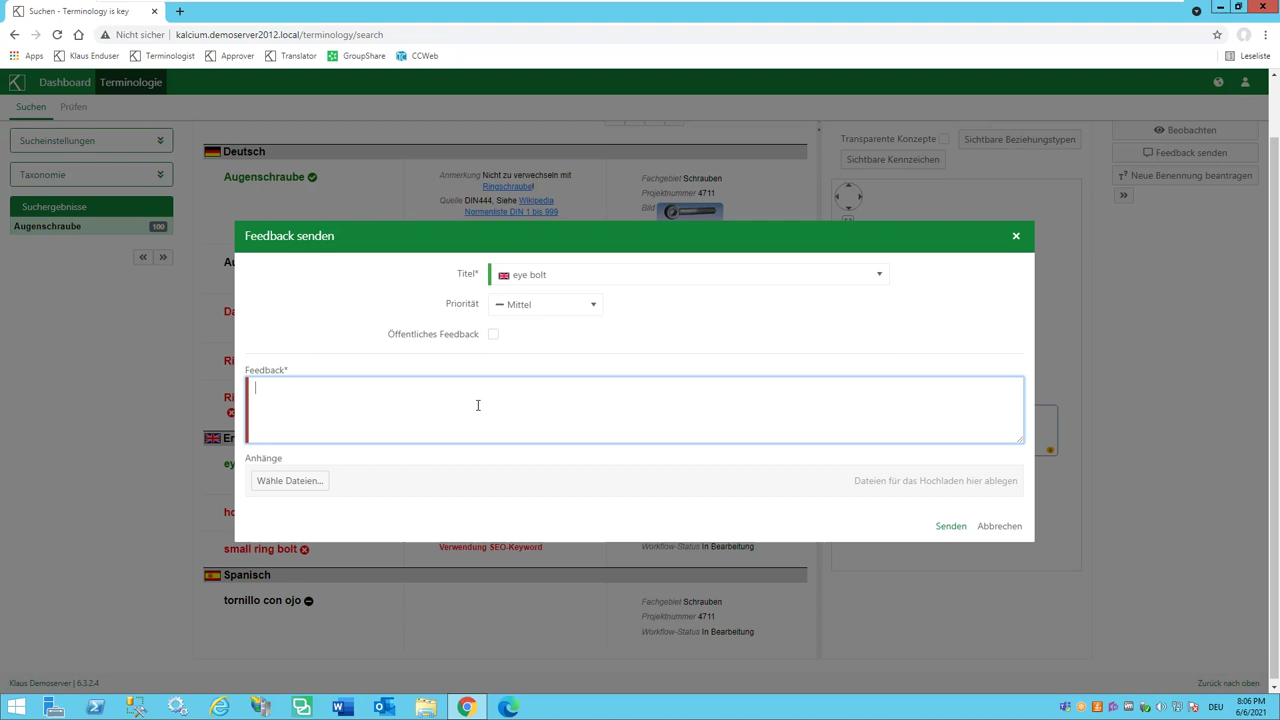 Suchen - Terminology is key
Nicht sicher
kalcium.demoserver2012.local/terminology/search
Apps
Klaus Enduser
Terminologist
Approver
Translator
GroupShare
CCWeb
Leseliste
Dashboard
Terminologie
Suchen
Prüfen
Sucheinstellungen
Taxonomie
Suchergebnisse
Augenschraube 100
Deutsch
Augenschraube
Anmerkung Nicht zu verwechseln mit
Ringschraube!
Quelle DIN444, Siehe Wikipedia
Normenliste DIN 1 bis 999
Fachgebiet Schrauben
Projektnummer 4711
Bild
Transparente Konzepte
Sichtbare Beziehungstypen
Sichtbare Kennzeichen
Beobachten
Feedback senden
Neue Benennung beantragen
Feedback senden
Titel*
eye bolt
Priorität
Mittel
Öffentliches Feedback
Feedback*
Anhänge
Wähle Dateien...
Dateien für das Hochladen hier ablegen
Senden
Abbrechen
small ring bolt
Verwendung SEO-Keyword
Workflow-Status In Bearbeitung
Spanisch
tornillo con ojo
Fachgebiet Schrauben
Projektnummer 4711
Workflow-Status In Bearbeitung
Klaus Demoserver | 6.3.2.4
Zurück nach oben
DEU
8:06 PM
6/6/2021